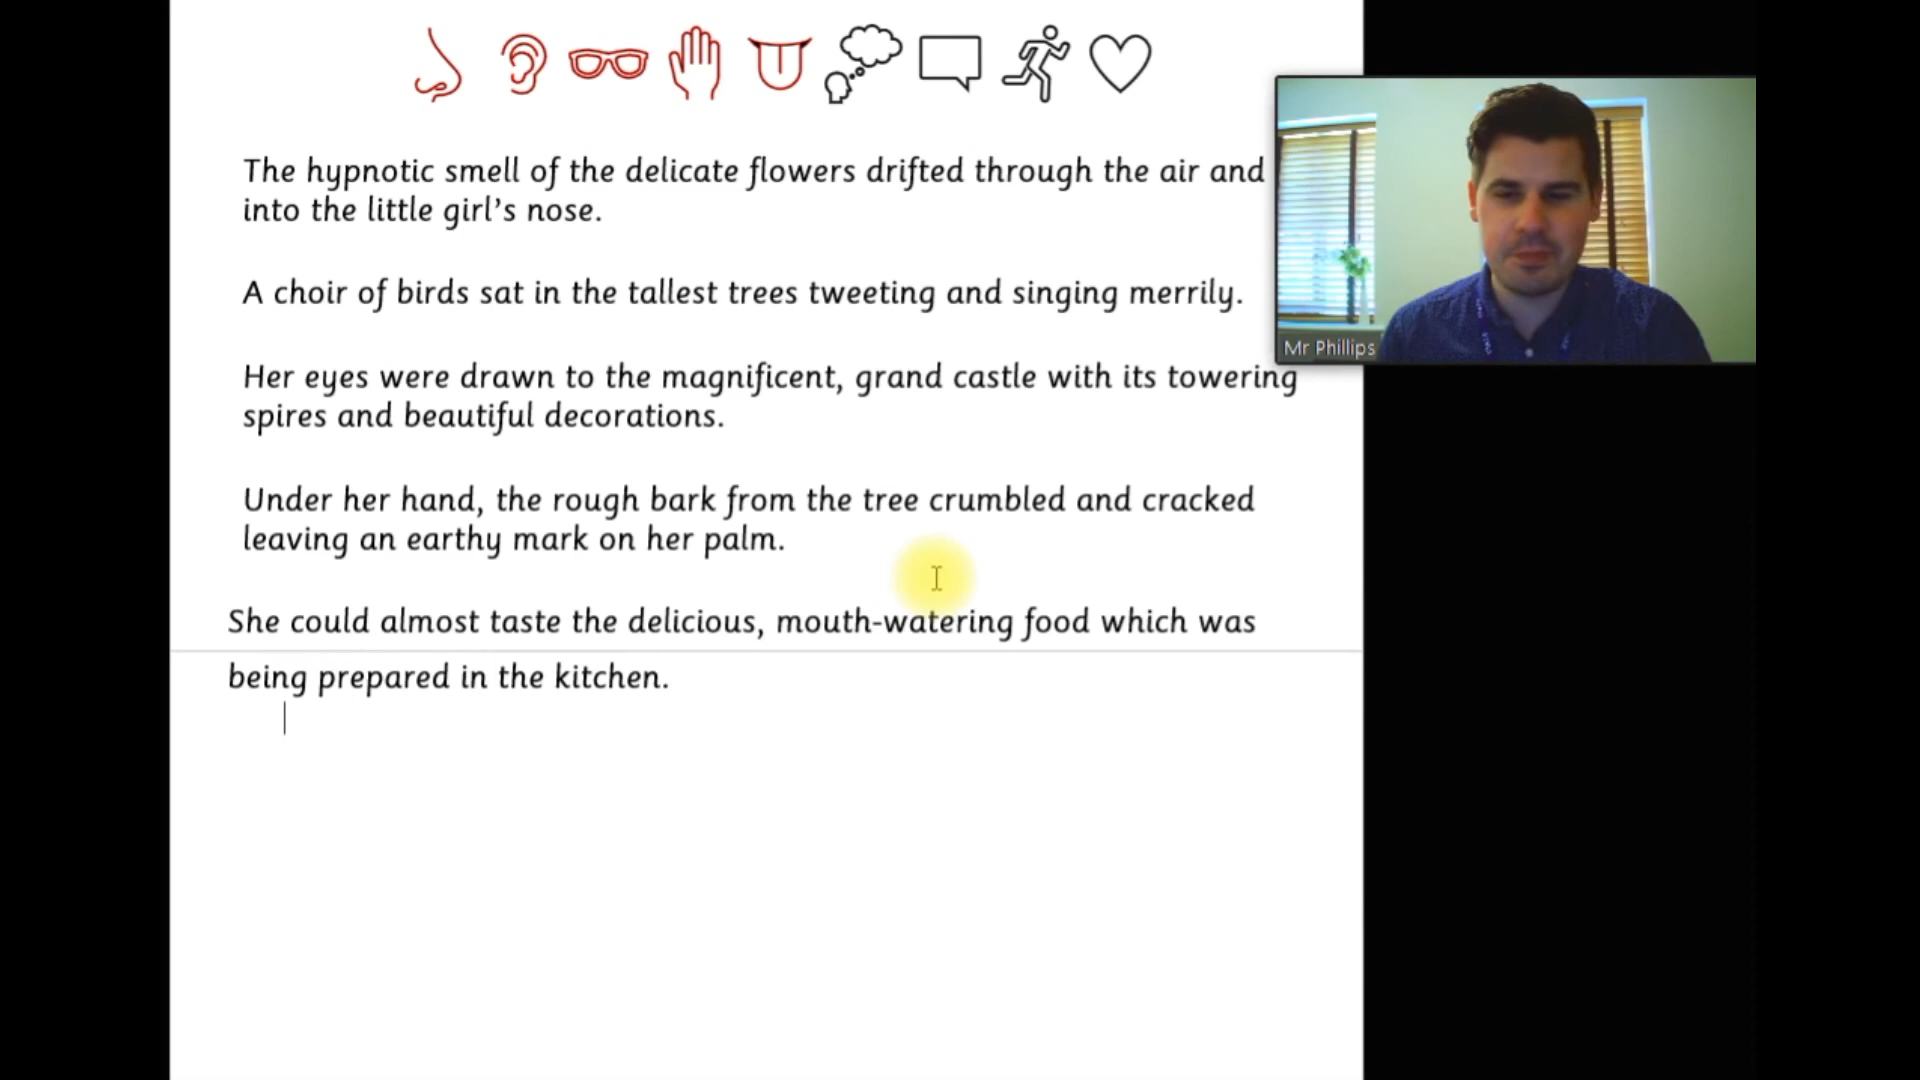 The hypnotic smell of the delicate flowers drifted through the air and
into the little girl’s nose.
A choir of birds sat in the tallest trees tweeting and singing merrily.
Her eyes were drawn to the magnificent, grand castle with its towering
spires and beautiful decorations.
Under her hand, the rough bark from the tree crumbled and cracked
leaving an earthy mark on her palm.
She could almost taste the delicious, mouth-watering food which was
being prepared in the kitchen.
Mr Phillips